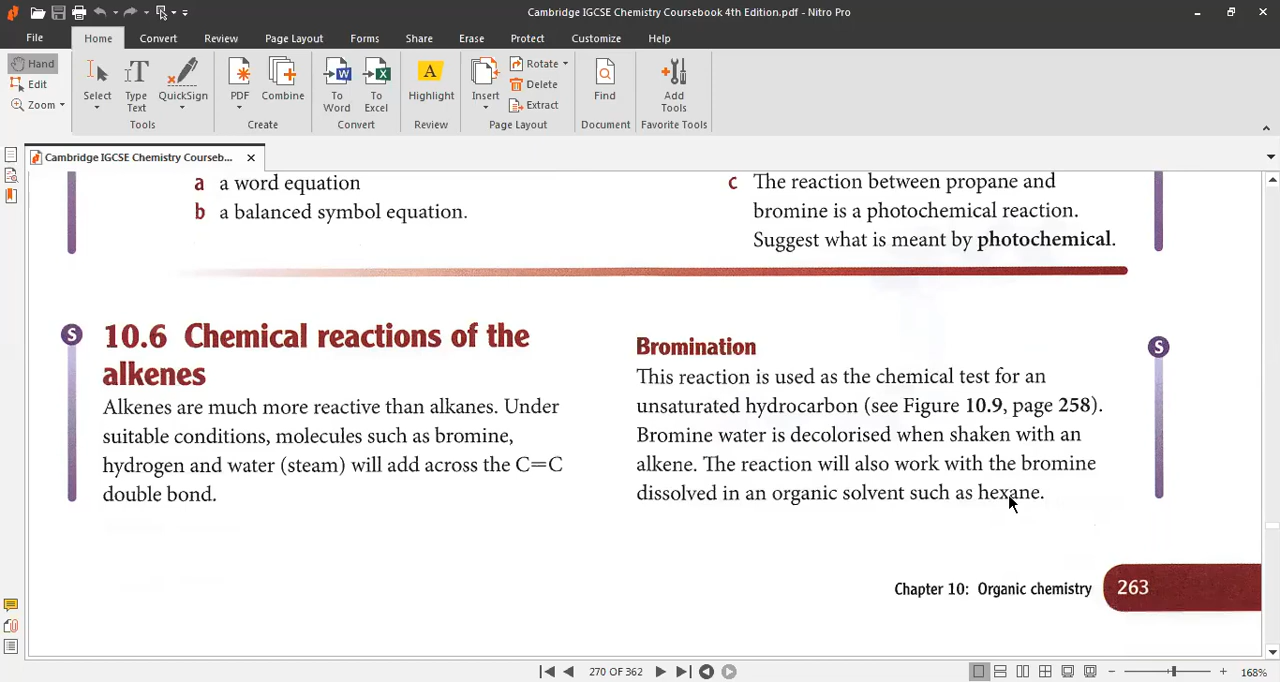 Cambridge IGCSE Chemistry Coursebook 4th Edition.pdf - Nitro Pro
File Home Convert Review Page Layout Forms Share Erase Protect Customize Help
Hand
Edit
Zoom
Select
Type Text
QuickSign
Tools
PDF
Combine
Create
To Word
To Excel
Convert
Highlight
Review
Insert
Rotate
Delete
Extract
Page Layout
Find
Document
Add Tools
Favorite Tools
Cambridge IGCSE Chemistry Courseb...
a a word equation
b a balanced symbol equation.
c The reaction between propane and
bromine is a photochemical reaction.
Suggest what is meant by photochemical.
S
10.6 Chemical reactions of the
alkenes
Alkenes are much more reactive than alkanes. Under
suitable conditions, molecules such as bromine,
hydrogen and water (steam) will add across the C=C
double bond.
Bromination
S
This reaction is used as the chemical test for an
unsaturated hydrocarbon (see Figure 10.9, page 258).
Bromine water is decolorised when shaken with an
alkene. The reaction will also work with the bromine
dissolved in an organic solvent such as hexane.
Chapter 10: Organic chemistry 263
270 OF 362
168%